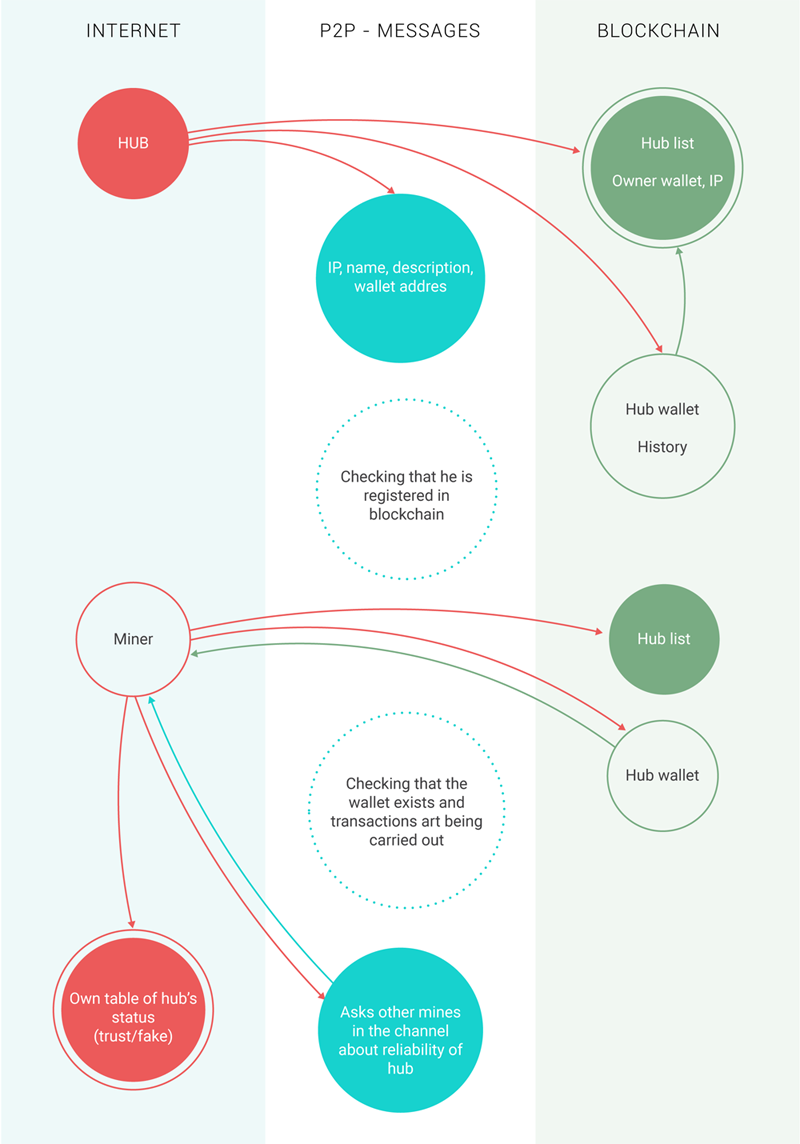 INTERNET
P2P - MESSAGES
BLOCKCHAIN
HUB
Hub list
Owner wallet, IP
IP, name, description,
wallet addres
Hub wallet
History
Checking that he is
registered in
blockchain
Miner
Hub list
Hub wallet
Checking that the
wallet exists and
transactions art being
carried out
Own table of hub's
status
(trust/fake)
Asks other mines
in the channel
about reliability of
hub